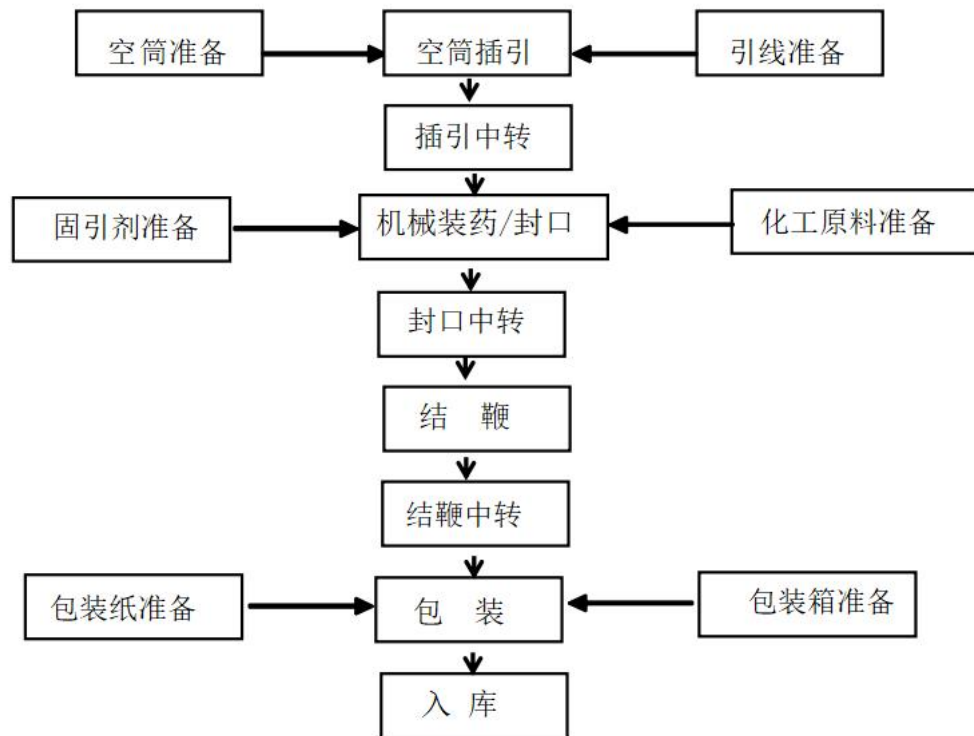 空筒准备
空筒插引
引线准备
插引中转
固引剂准备
机械装药/封口
化工原料准备
封口中转
结 鞭
结鞭中转
包装纸准备
包 装
包装箱准备
入 库